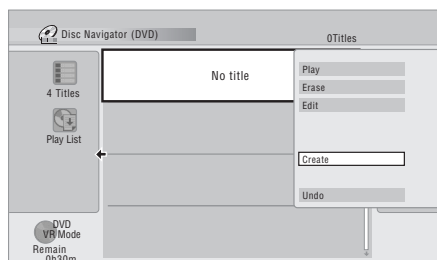 Disc Navigator (DVD)
0Titles
4 Titles
Play List
No title
Play
Erase
Edit
Create
Undo
DVD
VR Mode
Remain
0h30m